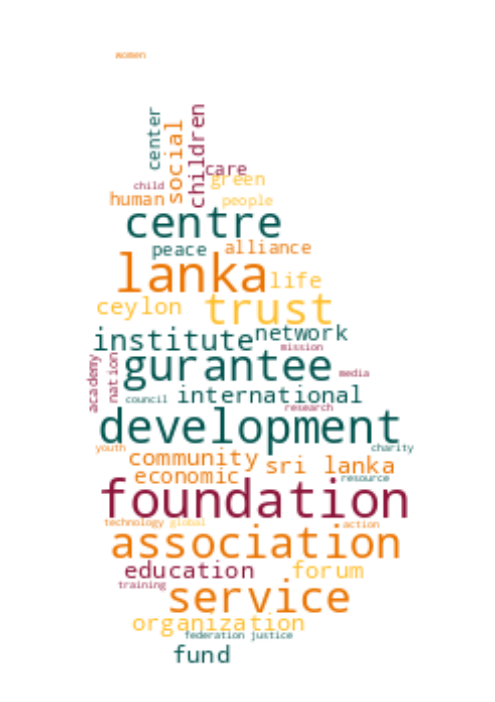 women
center
social
children
care
child
green
human
people
centre
peace
alliance
lanka
life
ceylon
trust
institute
network
mission
academy
nation
gurantee
media
council
international
research
development
youth
charity
community
sri lanka
economic
resource
foundation
technology
global
action
association
education
forum
training
service
organization
federation
justice
fund